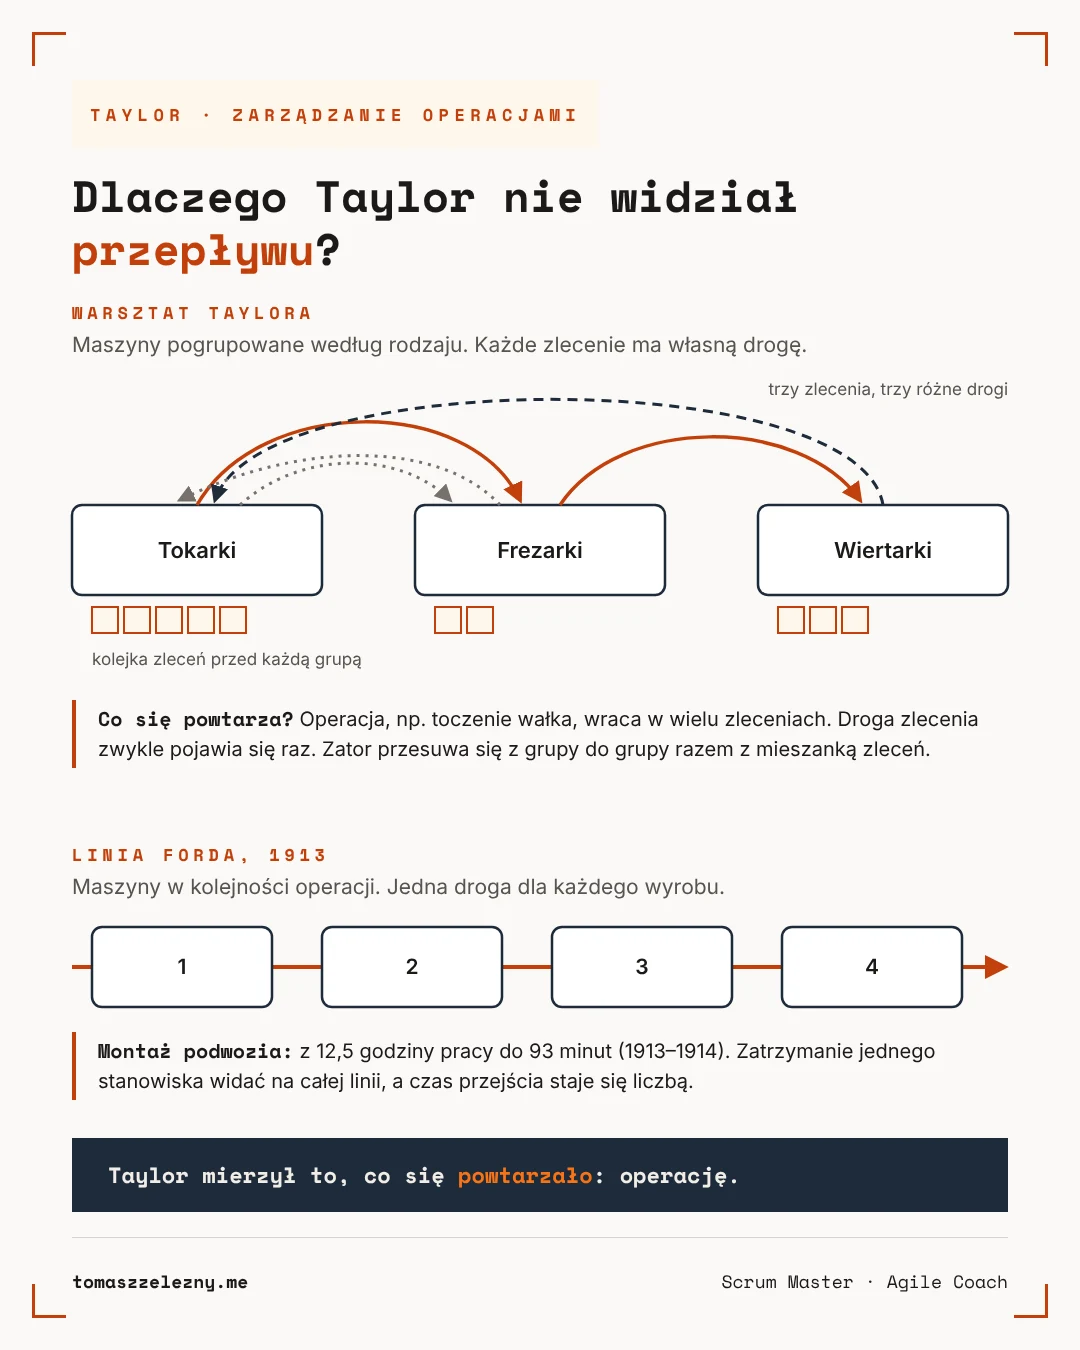 TAYLOR · ZARZĄDZANIE OPERACJAMI
Dlaczego Taylor nie widział
przepływu?
WARSZTAT TAYLORA
Maszyny pogrupowane według rodzaju. Każde zlecenie ma własną drogę.
trzy zlecenia, trzy różne drogi
Tokarki
Frezarki
Wiertarki
kolejka zleceń przed każdą grupą
Co się powtarza? Operacja, np. toczenie wałka, wraca w wielu zleceniach. Droga zlecenia
zwykle pojawia się raz. Zator przesuwa się z grupy do grupy razem z mieszanką zleceń.
LINIA FORDA, 1913
Maszyny w kolejności operacji. Jedna droga dla każdego wyrobu.
1
2
3
4
Montaż podwozia: z 12,5 godziny pracy do 93 minut (1913–1914). Zatrzymanie jednego
stanowiska widać na całej linii, a czas przejścia staje się liczbą.
Taylor mierzył to, co się powtarzało: operację.
tomaszzelezny.me
Scrum Master · Agile Coach